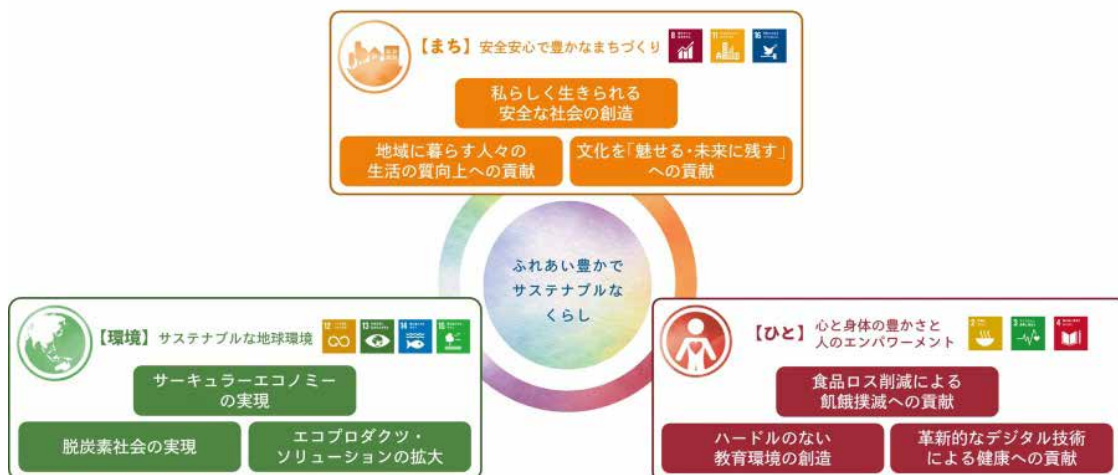 【まち】安全安心で豊かなまちづくり
8
11
16
私らしく生きられる
安全な社会の創造
地域に暮らす人々の
生活の質向上への貢献
文化を「魅せる・未来に残す」
への貢献
ふれあい豊かで
サステナブルな
くらし
【環境】サステナブルな地球環境
12
13
14
15
サーキュラーエコノミー
の実現
脱炭素社会の実現
エコプロダクツ・
ソリューションの拡大
【ひと】心と身体の豊かさと
人のエンパワーメント
2
3
4
食品ロス削減による
飢餓撲滅への貢献
ハードルのない
教育環境の創造
革新的なデジタル技術
による健康への貢献